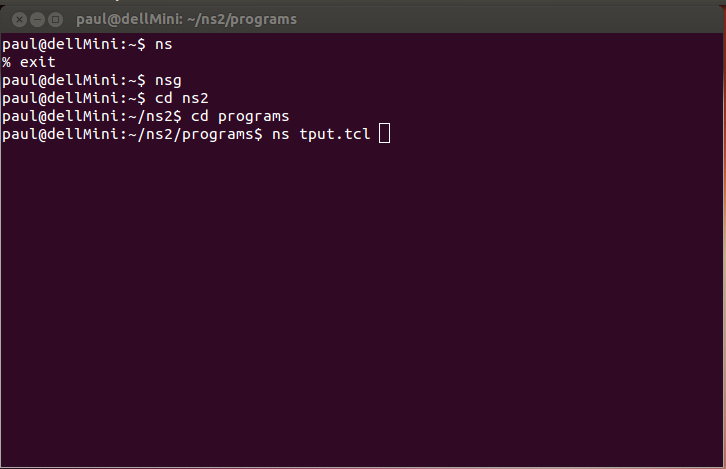 paul@dellMini: ~/ns2/programs
paul@dellMini:~$ ns
% exit
paul@dellMini:~$ nsg
paul@dellMini:~$ cd ns2
paul@dellMini:~/ns2$ cd programs
paul@dellMini:~/ns2/programs$ ns tput.tcl